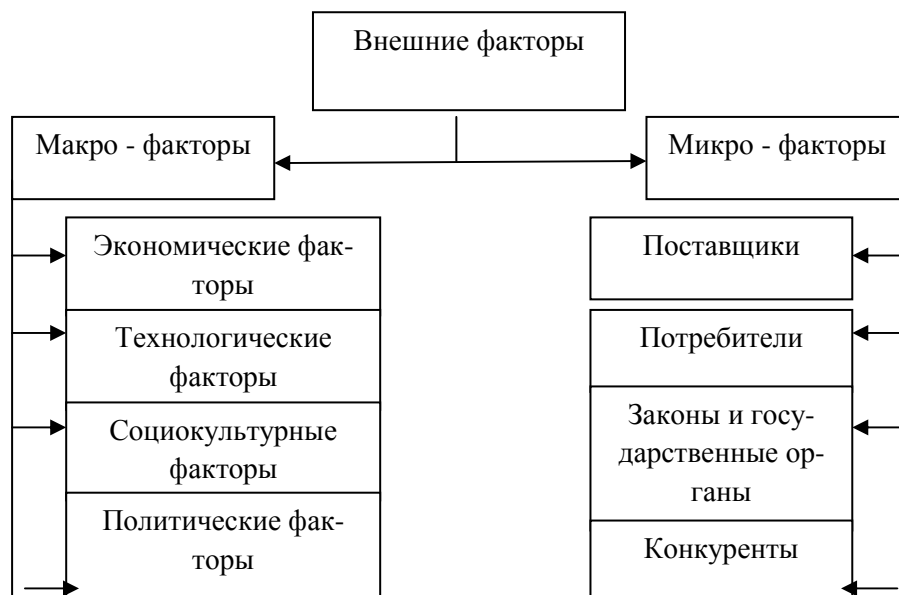 Внешние факторы
Макро - факторы
Микро - факторы
Экономические фак-
торы
Технологические
факторы
Социокультурные
факторы
Политические фак-
торы
Поставщики
Потребители
Законы и госу-
дарственные ор-
ганы
Конкуренты